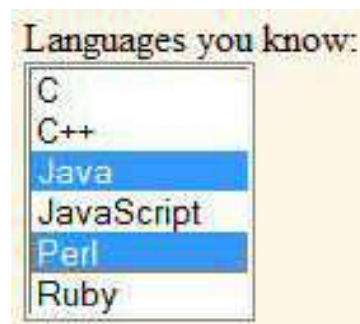 Languages you know:
C
C++
Java
JavaScript
Perl
Ruby